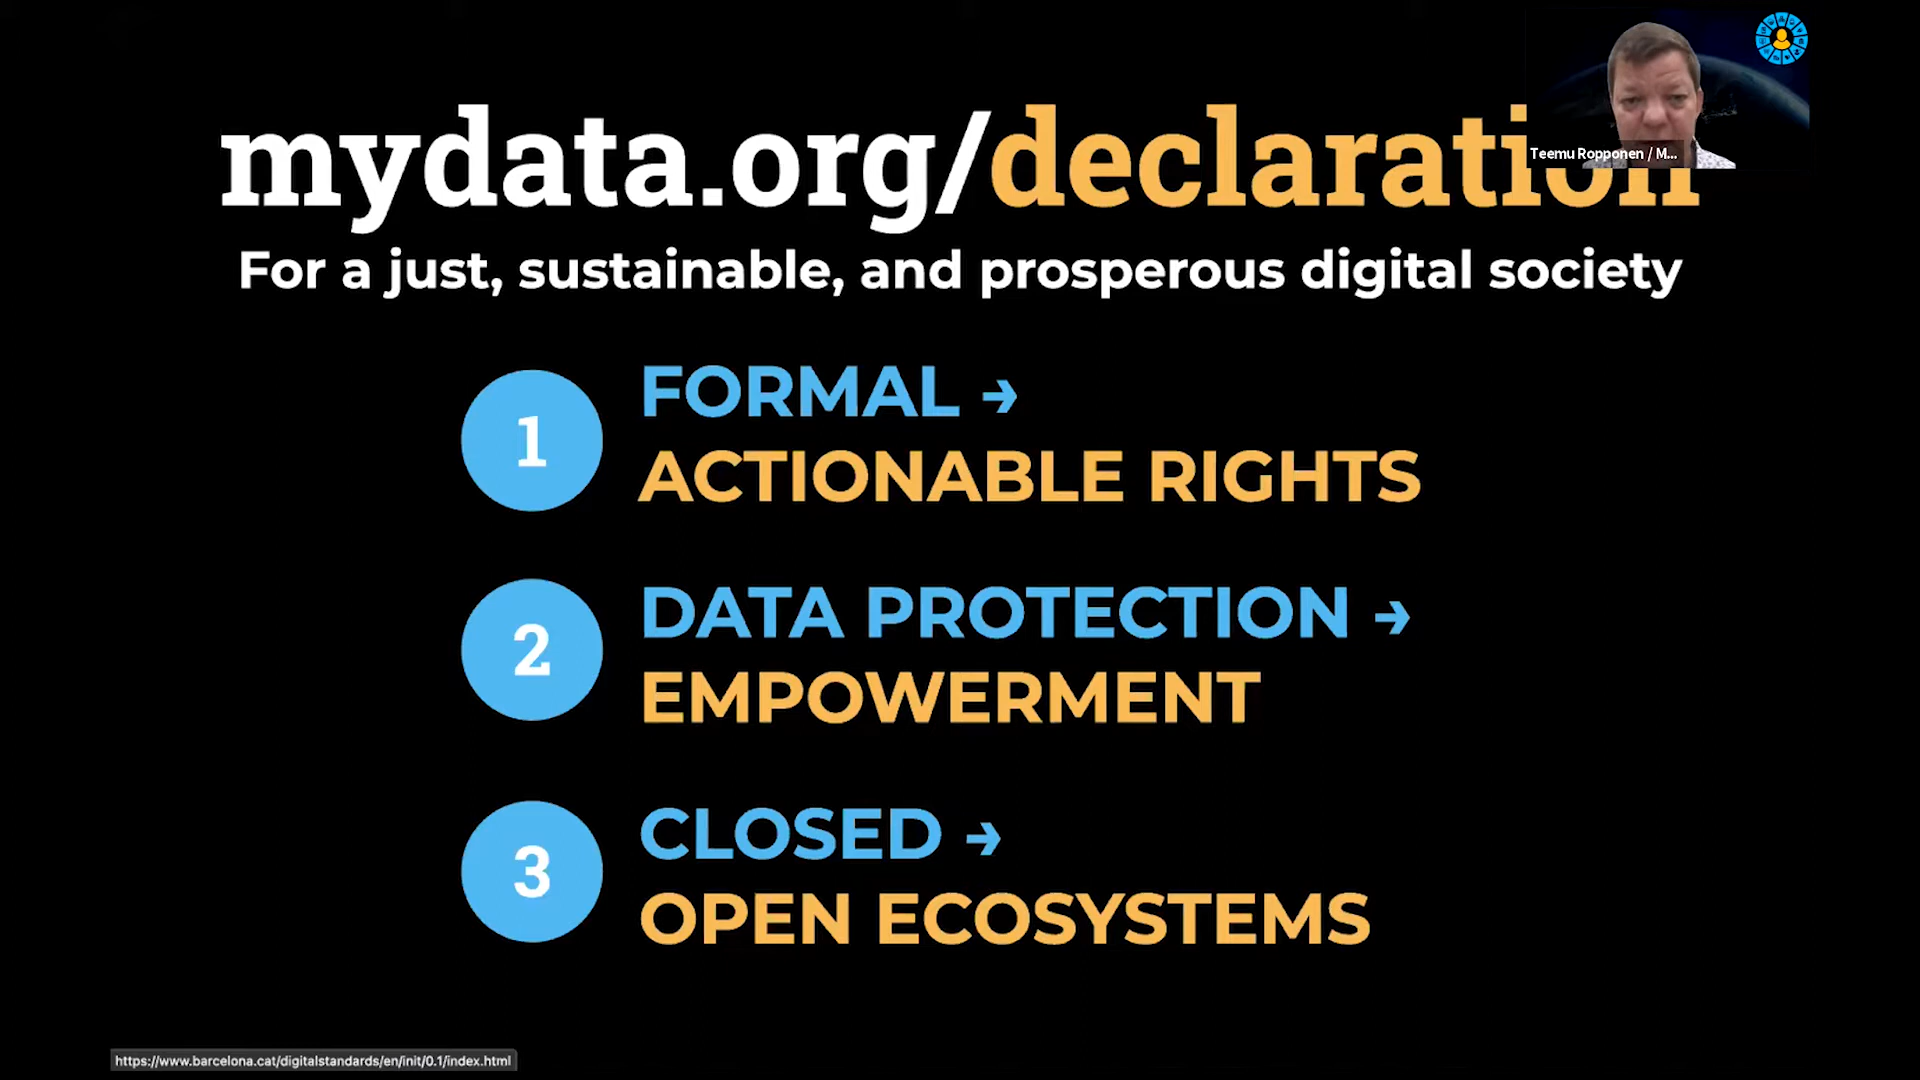 mydata.org/declaration
Teemu Ropponen / M...
For a just, sustainable, and prosperous digital society
1
FORMAL →
ACTIONABLE RIGHTS
2
DATA PROTECTION →
EMPOWERMENT
3
CLOSED →
OPEN ECOSYSTEMS
https://www.barcelona.cat/digitalstandards/en/init/0.1/index.html